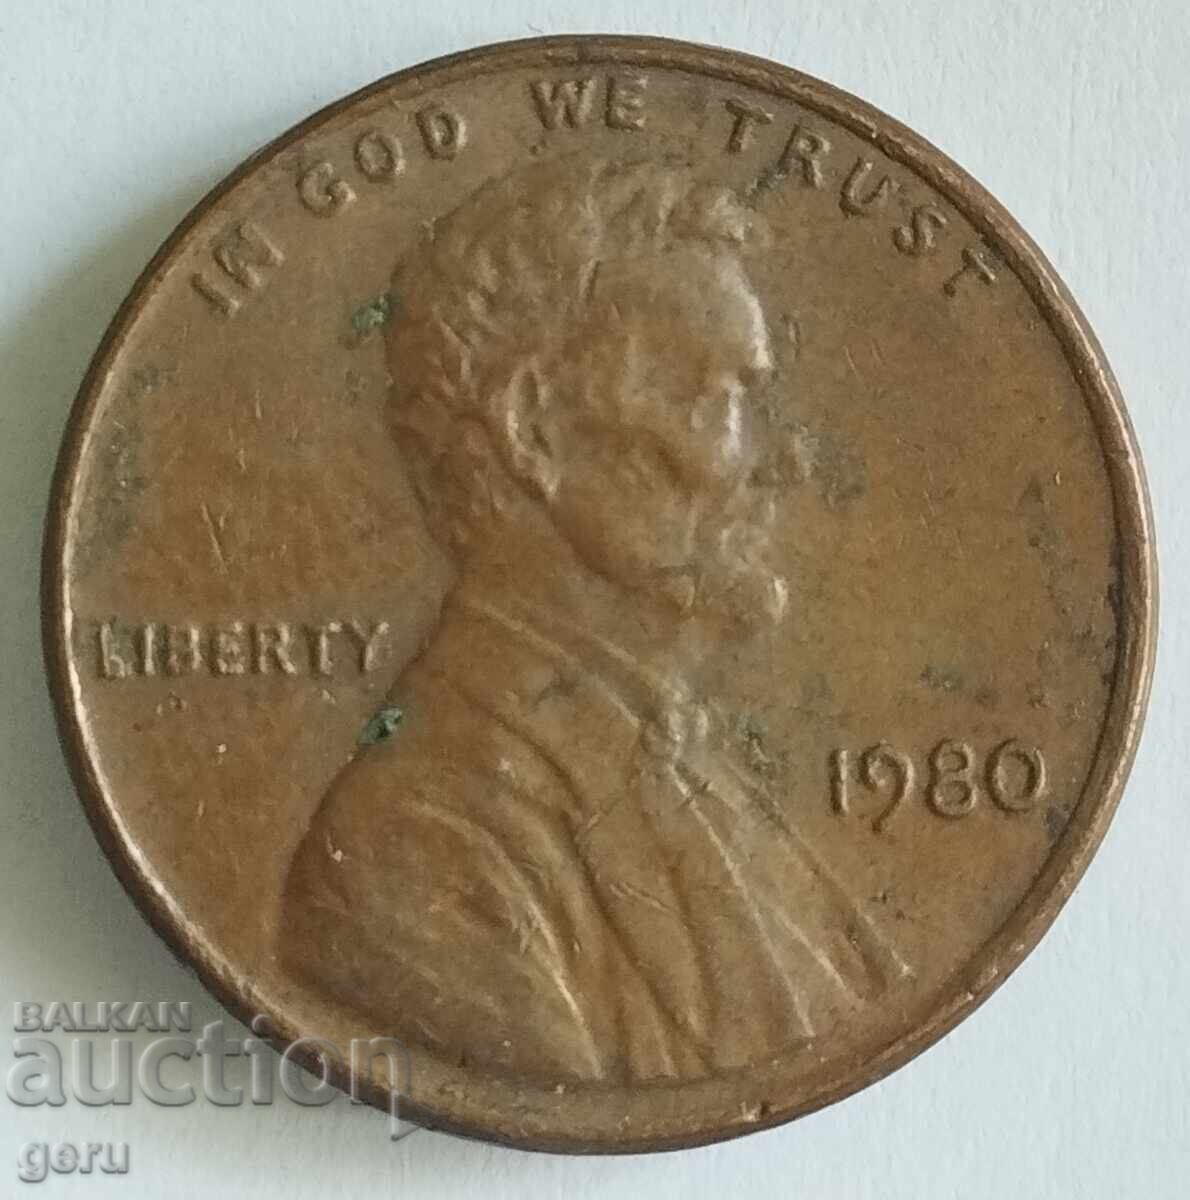 IN GOD WE TRUST
LIBERTY
1980
BALKAN
auction
geru